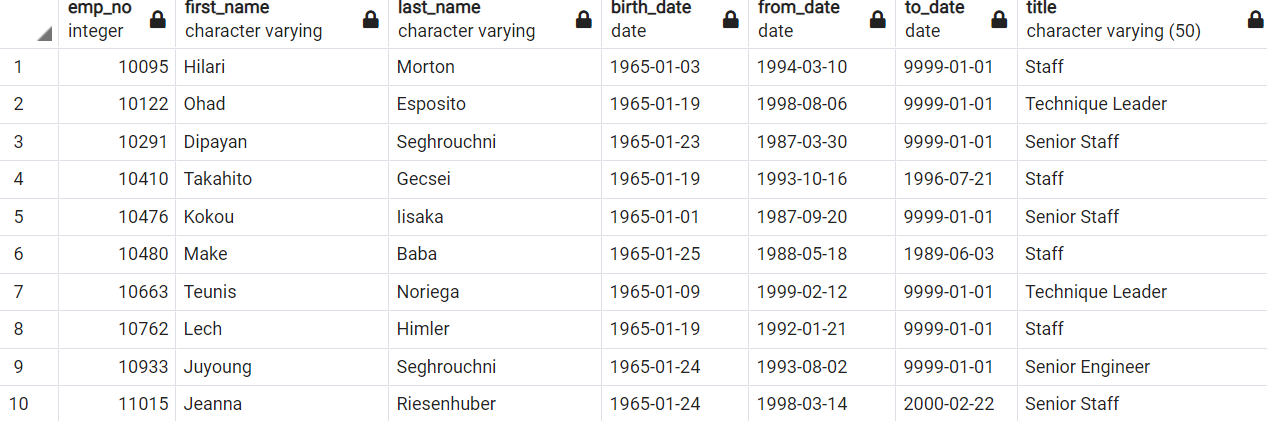 emp_no first_name last_name birth_date from_date to_date title
integer character varying character varying date date date character varying (50)
1 10095 Hilari Morton 1965-01-03 1994-03-10 9999-01-01 Staff
2 10122 Ohad Esposito 1965-01-19 1998-08-06 9999-01-01 Technique Leader
3 10291 Dipayan Seghrouchni 1965-01-23 1987-03-30 9999-01-01 Senior Staff
4 10410 Takahito Gecsei 1965-01-19 1993-10-16 1996-07-21 Staff
5 10476 Kokou Iisaka 1965-01-01 1987-09-20 9999-01-01 Senior Staff
6 10480 Make Baba 1965-01-25 1988-05-18 1989-06-03 Staff
7 10663 Teunis Noriega 1965-01-09 1999-02-12 9999-01-01 Technique Leader
8 10762 Lech Himler 1965-01-19 1992-01-21 9999-01-01 Staff
9 10933 Juyoung Seghrouchni 1965-01-24 1993-08-02 9999-01-01 Senior Engineer
10 11015 Jeanna Riesenhuber 1965-01-24 1998-03-14 2000-02-22 Senior Staff